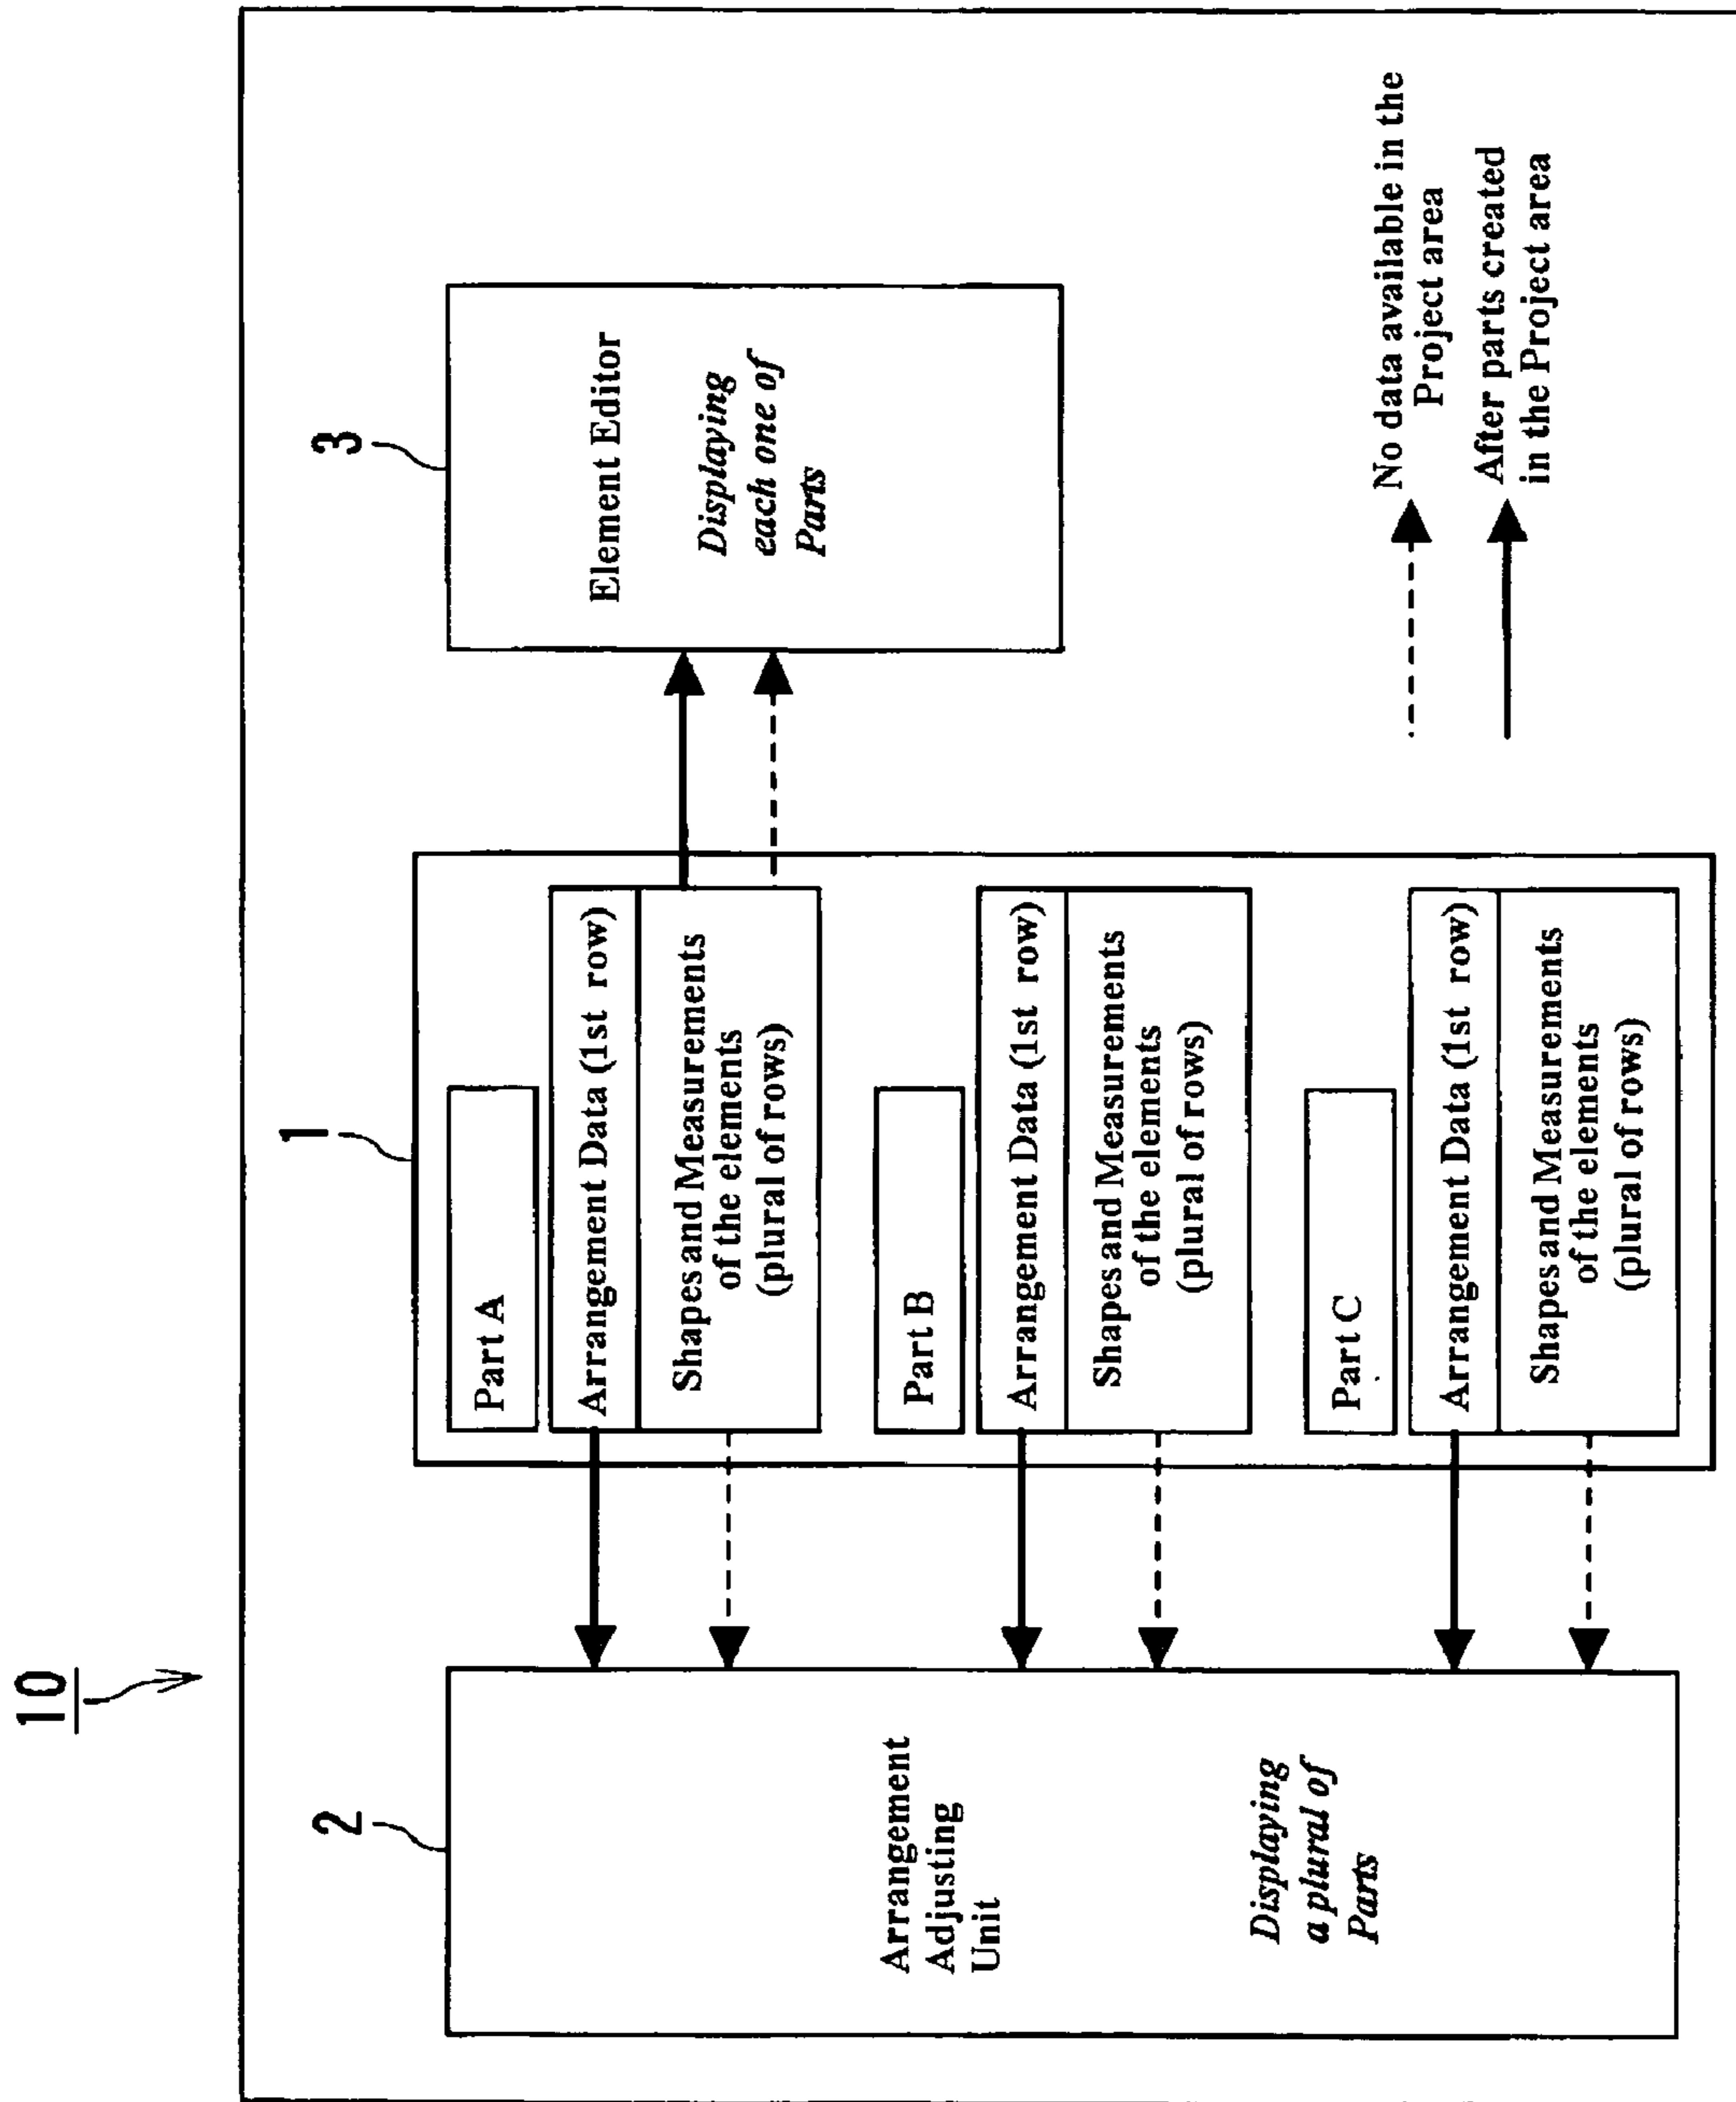 10
2
Arrangement
Adjusting
Unit
Displaying
a plural of
Parts
1
Part A
Arrangement Data (1st row)
Shapes and Measurements
of the elements
(plural of rows)
Part B
Arrangement Data (1st row)
Shapes and Measurements
of the elements
(plural of rows)
Part C
Arrangement Data (1st row)
Shapes and Measurements
of the elements
(plural of rows)
3
Element Editor
Displaying
each one of
Parts
No data available in the
Project area
After parts created
in the Project area